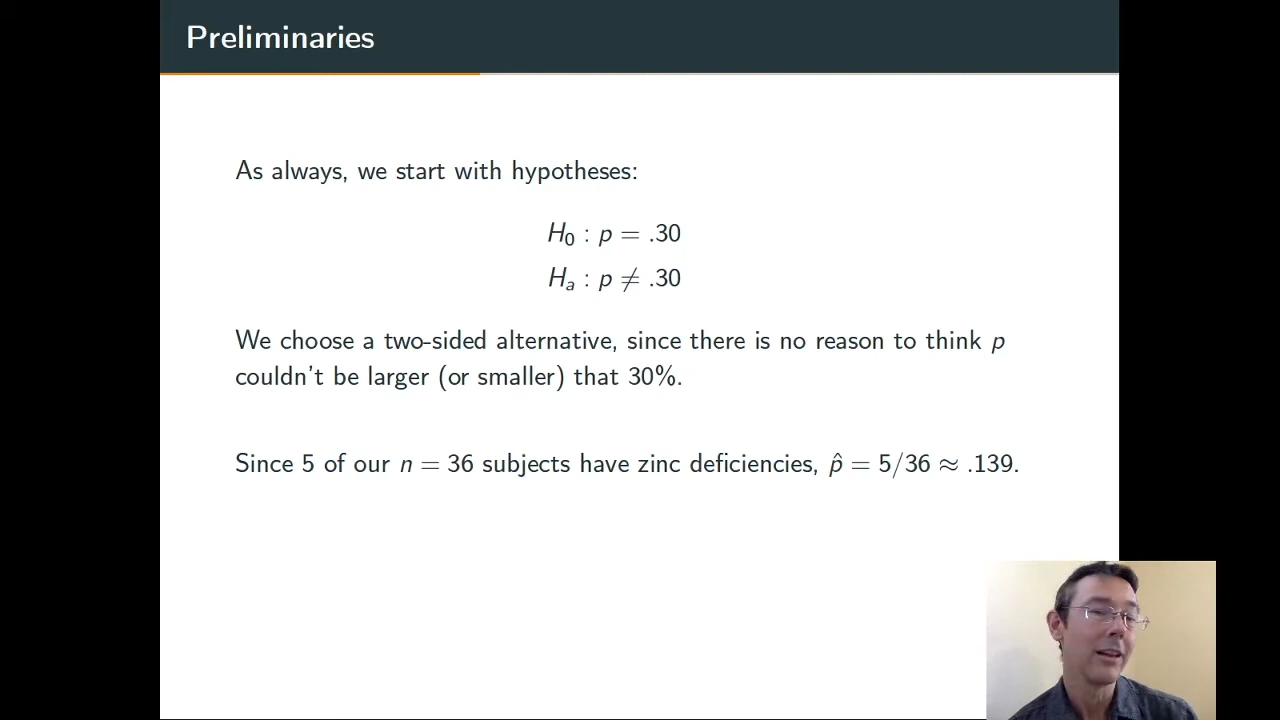 Preliminaries
As always, we start with hypotheses:
H₀ : p = .30
Hₐ : p ≠ .30
We choose a two-sided alternative, since there is no reason to think p
couldn't be larger (or smaller) that 30%.
Since 5 of our n = 36 subjects have zinc deficiencies, p̂ = 5/36 ≈ .139.